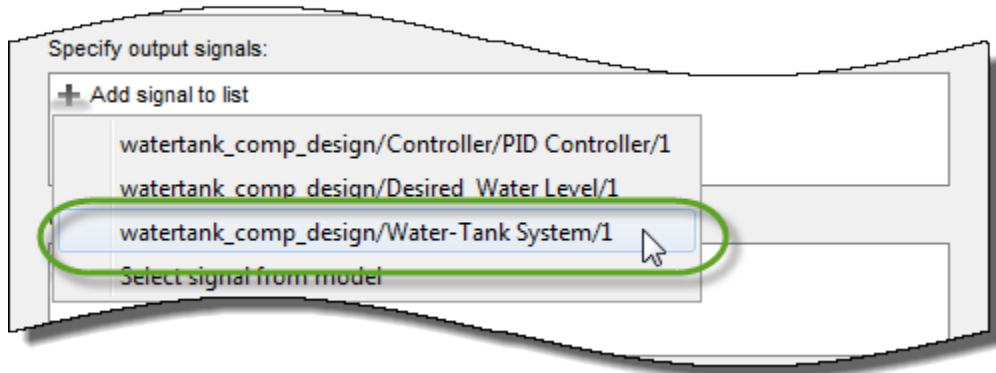 Specify output signals:
Add signal to list
watertank_comp_design/Controller/PID Controller/1
watertank_comp_design/Desired Water Level/1
watertank_comp_design/Water-Tank System/1
Select signal from model